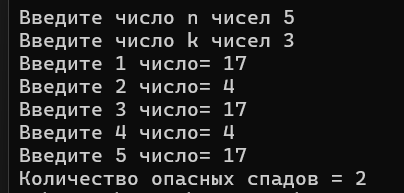 Введите число n чисел 5
Введите число k чисел 3
Введите 1 число= 17
Введите 2 число= 4
Введите 3 число= 17
Введите 4 число= 4
Введите 5 число= 17
Количество опасных спадов = 2